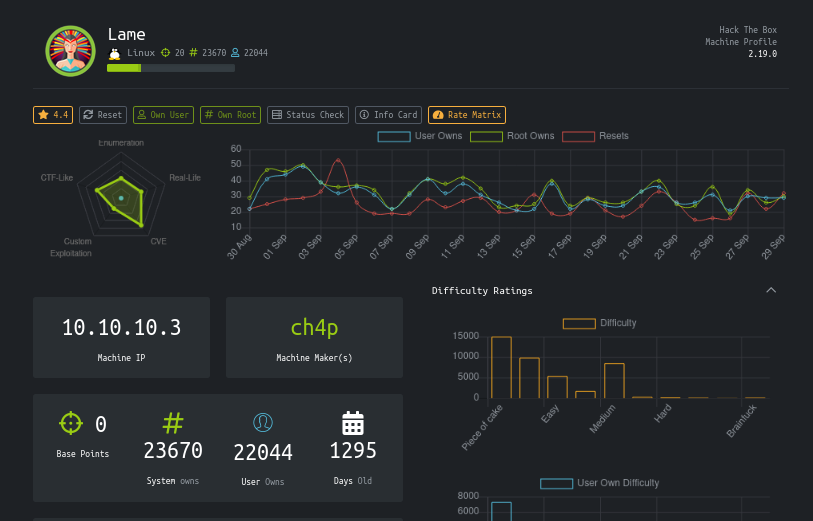 Lame
Linux 20 23670 22044
Hack The Box
Machine Profile
2.19.0
4.4 Reset Own User Own Root Status Check Info Card Rate Matrix
Enumeration
CTF-Like Real-Life
Custom Exploitation CVE
User Owns Root Owns Resets
60
50
40
30
20
10
30 Aug 01 Sep 03 Sep 05 Sep 07 Sep 09 Sep 11 Sep 13 Sep 15 Sep 17 Sep 19 Sep 21 Sep 23 Sep 25 Sep 27 Sep 29 Sep
10.10.10.3
Machine IP
ch4p
Machine Maker(s)
0
Base Points
23670
System owns
22044
User Owns
1295
Days Old
Difficulty Ratings
Difficulty
15000
10000
5000
0
Piece of cake Easy Medium Hard Brainfuck
User Own Difficulty
8000
6000